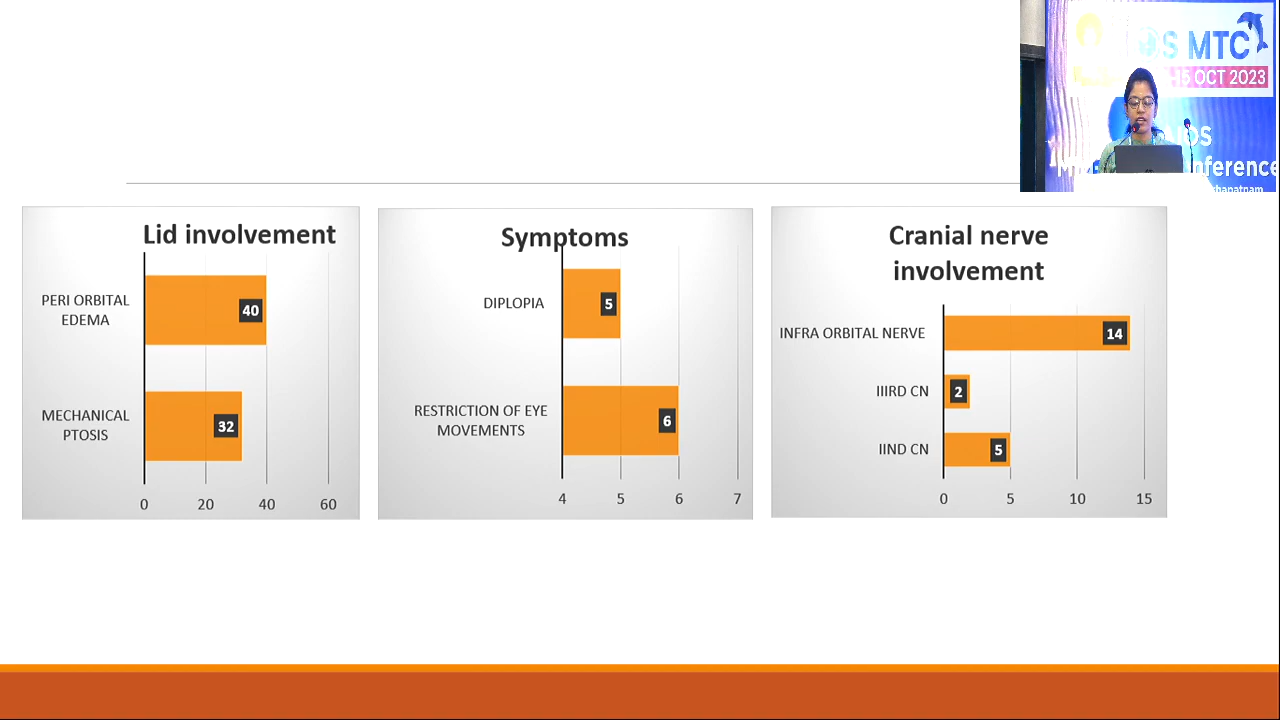 OS MTC
15 OCT 2023
Lid involvement
PERI ORBITAL
EDEMA
40
MECHANICAL
PTOSIS
32
0 20 40 60
Symptoms
DIPLOPIA
5
RESTRICTION OF EYE
MOVEMENTS
6
4 5 6 7
Cranial nerve
involvement
INFRA ORBITAL NERVE
14
IIIRD CN
2
IIND CN
5
0 5 10 15